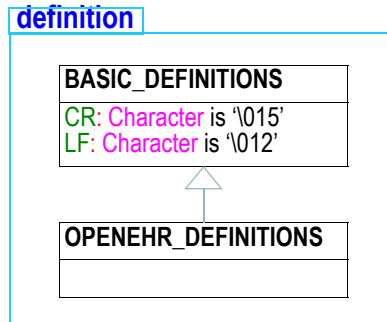 definition
BASIC_DEFINITIONS
CR: Character is ‘\015’
LF: Character is ‘\012’
OPENEHR_DEFINITIONS